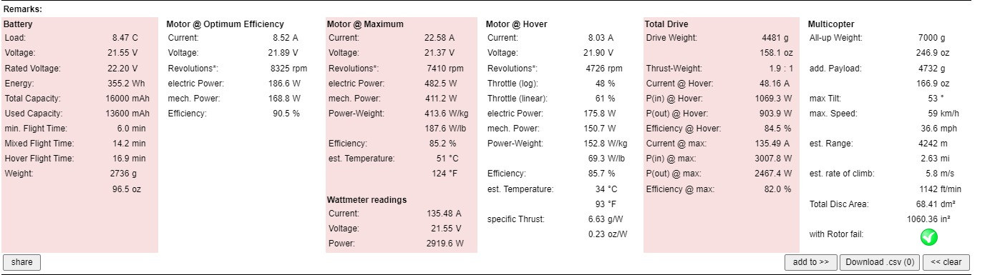 Remarks:
Battery
Load: 8.47 C
Voltage: 21.55 V
Rated Voltage: 22.20 V
Energy: 355.2 Wh
Total Capacity: 16000 mAh
Used Capacity: 13600 mAh
min. Flight Time: 6.0 min
Mixed Flight Time: 14.2 min
Hover Flight Time: 16.9 min
Weight: 2736 g
96.5 oz
Motor @ Optimum Efficiency
Current: 8.52 A
Voltage: 21.89 V
Revolutions*: 8325 rpm
electric Power: 186.6 W
mech. Power: 168.8 W
Efficiency: 90.5 %
Motor @ Maximum
Current: 22.58 A
Voltage: 21.37 V
Revolutions*: 7410 rpm
electric Power: 482.5 W
mech. Power: 411.2 W
Power-Weight: 413.6 W/kg
187.6 W/lb
Efficiency: 85.2 %
est. Temperature: 51 °C
124 °F
Wattmeter readings
Current: 135.48 A
Voltage: 21.55 V
Power: 2919.6 W
Motor @ Hover
Current: 8.03 A
Voltage: 21.90 V
Revolutions*: 4726 rpm
Throttle (log): 48 %
Throttle (linear): 61 %
electric Power: 175.8 W
mech. Power: 150.7 W
Power-Weight: 152.8 W/kg
69.3 W/lb
Efficiency: 85.7 %
est. Temperature: 34 °C
93 °F
specific Thrust: 6.63 g/W
0.23 oz/W
Total Drive
Drive Weight: 4481 g
158.1 oz
Thrust-Weight: 1.9 : 1
Current @ Hover: 48.16 A
P(in) @ Hover: 1069.3 W
P(out) @ Hover: 903.9 W
Efficiency @ Hover: 84.5 %
Current @ max: 135.49 A
P(in) @ max: 3007.8 W
P(out) @ max: 2467.4 W
Efficiency @ max: 82.0 %
Multicopter
All-up Weight: 7000 g
246.9 oz
add. Payload: 4732 g
166.9 oz
max Tilt: 53 °
max. Speed: 59 km/h
36.6 mph
est. Range: 4242 m
2.63 mi
est. rate of climb: 5.8 m/s
1142 ft/min
Total Disc Area: 68.41 dm²
1060.36 in²
with Rotor fail:
share
add to >>
Download .csv (0)
<< clear